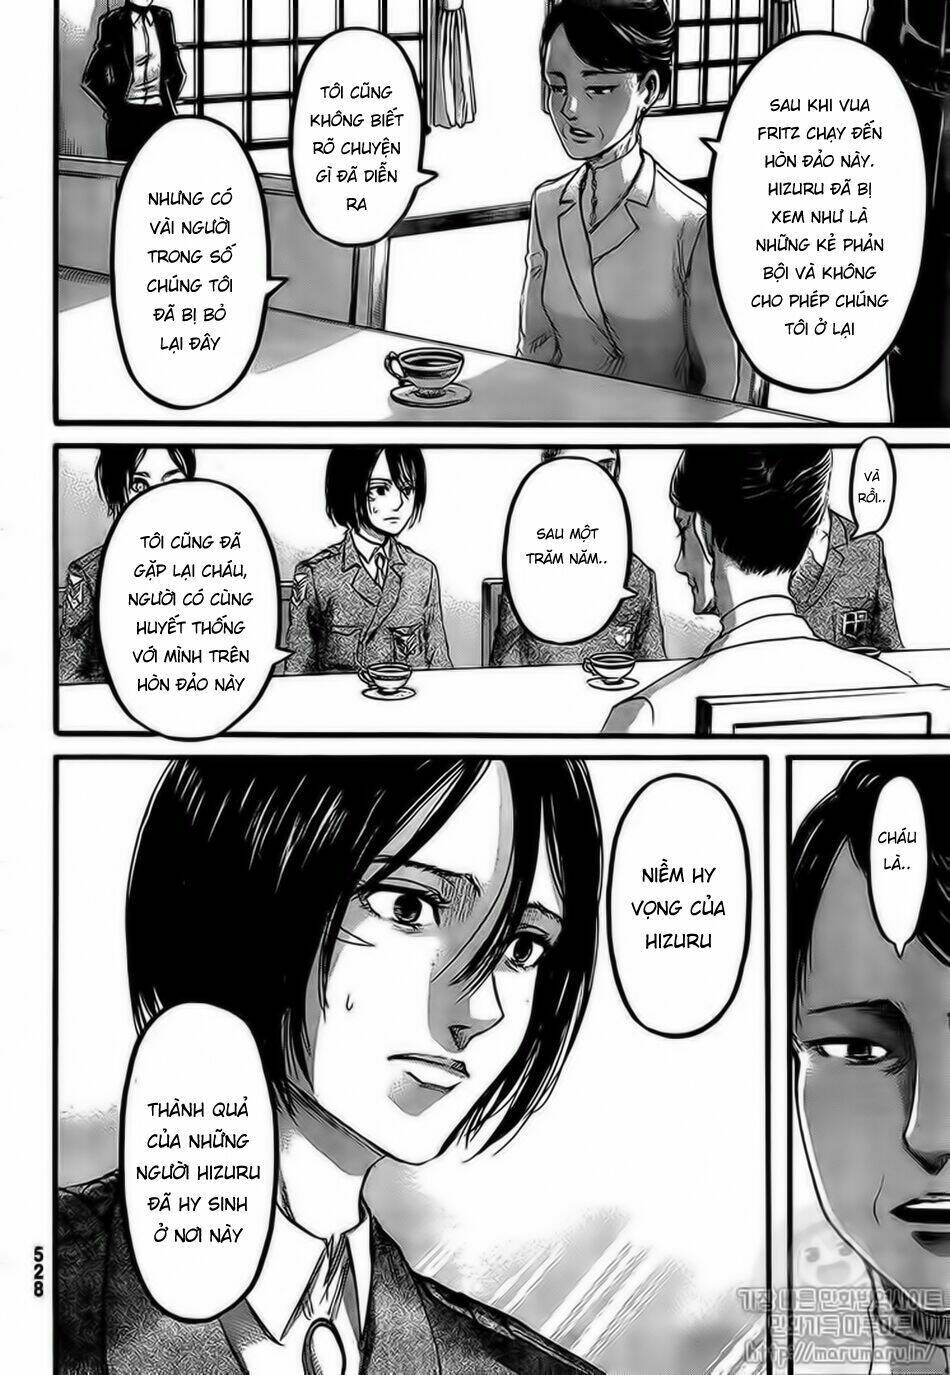 SAU KHI VUA
FRITZ CHẠY ĐẾN
HÒN ĐẢO NÀY.
HIZURU ĐÃ BỊ
XEM NHƯ LÀ
NHỮNG KẺ PHẢN
BỘI VÀ KHÔNG
CHO PHÉP CHÚNG
TÔI Ở LẠI
TÔI CŨNG
KHÔNG BIẾT
RÕ CHUYỆN
GÌ ĐÃ DIỄN
RA
NHƯNG CÓ
VÀI NGƯỜI
TRONG SỐ
CHÚNG TÔI
ĐÃ BỊ BỎ
LẠI ĐÂY
VÀ
RỒI..
SAU MỘT
TRĂM NĂM..
TÔI CŨNG ĐÃ
GẶP LẠI CHÁU,
NGƯỜI CÓ CÙNG
HUYẾT THỐNG
VỚI MÌNH TRÊN
HÒN ĐẢO NÀY
CHÁU
LÀ..
NIỀM HY
VỌNG CỦA
HIZURU
THÀNH QUẢ
CỦA NHỮNG
NGƯỜI HIZURU
ĐÃ HY SINH
Ở NƠI NÀY
528
http://marumaru.in/